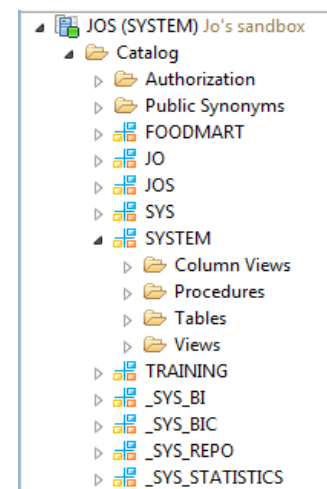 JOS (SYSTEM) Jo's sandbox
Catalog
Authorization
Public Synonyms
FOODMART
JO
JOS
SYS
SYSTEM
Column Views
Procedures
Tables
Views
TRAINING
_SYS_BI
_SYS_BIC
_SYS_REPO
_SYS_STATISTICS